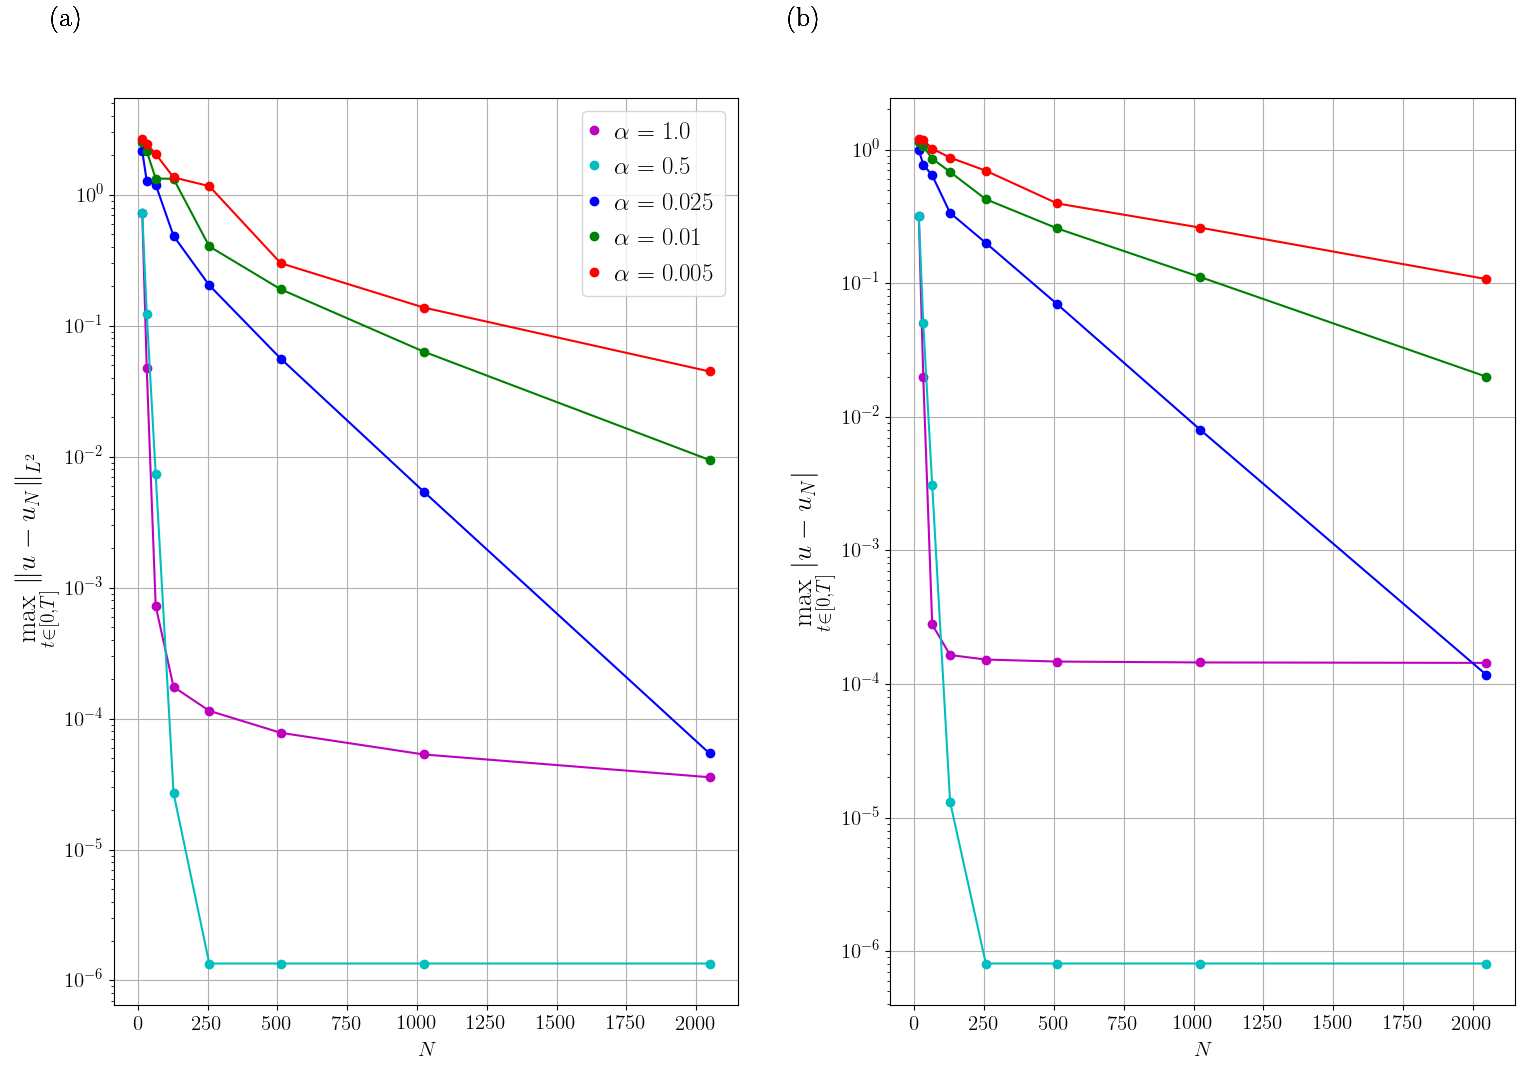 (a)
(b)
α = 1.0
α = 0.5
α = 0.025
α = 0.01
α = 0.005
10^0
10^-1
10^-2
10^-3
10^-4
10^-5
10^-6
max ‖u − u_N‖_{L^2}
t∈[0,T]
0 250 500 750 1000 1250 1500 1750 2000
N
10^0
10^-1
10^-2
10^-3
10^-4
10^-5
10^-6
max |u − u_N|
t∈[0,T]
0 250 500 750 1000 1250 1500 1750 2000
N